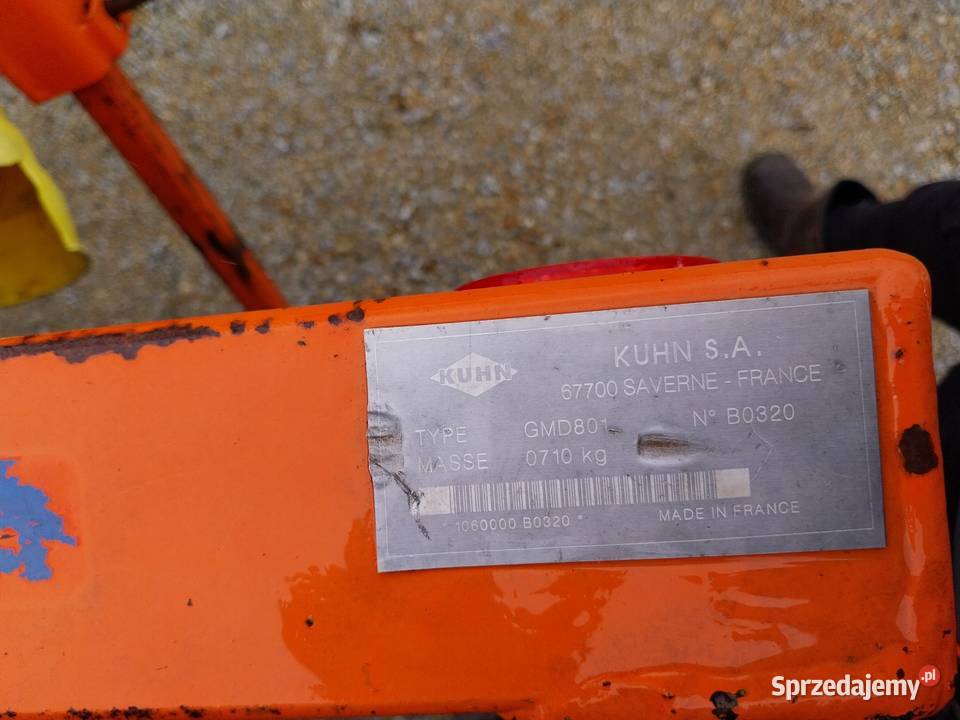 KUHN
KUHN S.A.
67700 SAVERNE - FRANCE
TYPE GMD801 N° B0320
MASSE 0710 kg
1060000 B0320 *
MADE IN FRANCE
Sprzedajemy.pl